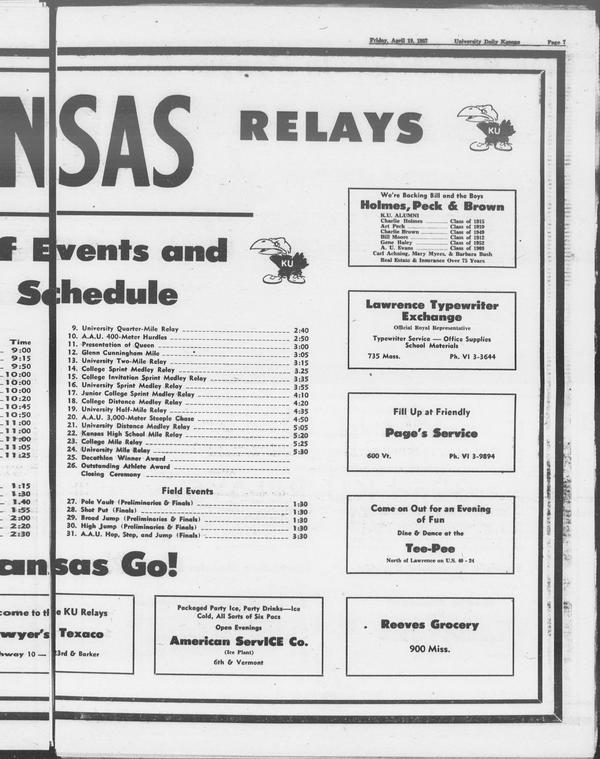 Friday, April 19, 1957 University Daily Kansan Page 7
NSAS RELAYS
KU
f Events and
Schedule
KU
Time
9:00
9:15
9:50
10:00
10:00
10:00
10:20
10:45
10:50
11:00
11:00
11:00
11:05
11:25
1:15
1:30
1:40
1:55
2:00
2:20
2:30
9. University Quarter-Mile Relay 2:40
10. A.A.U. 400-Meter Hurdles 2:50
11. Presentation of Queen 3:00
12. Glenn Cunningham Mile 3:05
13. University Two-Mile Relay 3:15
14. College Sprint Medley Relay 3.25
15. College Invitation Sprint Medley Relay 3:35
16. University Sprint Medley Relay 3:55
17. Junior College Sprint Medley Relay 4:10
18. College Distance Medley Relay 4:20
19. University Half-Mile Relay 4:35
20. A.A.U. 3,000-Meter Steeple Chase 4:50
21. University Distance Medley Relay 5:05
22. Kansas High School Mile Relay 5:20
23. College Mile Relay 5:25
24. University Mile Relay 5:30
25. Decathlon Winner Award
26. Outstanding Athlete Award
Closing Ceremony
Field Events
27. Pole Vault (Preliminaries & Finals) 1:30
28. Shot Put (Finals) 1:30
29. Broad Jump (Preliminaries & Finals) 1:30
30. High Jump (Preliminaries & Finals) 1:30
31. A.A.U. Hop, Step, and Jump (Finals) 3:30
ansas Go!
come to the KU Relays
wyer's Texaco
hway 10 — 23rd & Barker
Packaged Party Ice, Party Drinks—Ice
Cold, All Sorts of Six Pacs
Open Evenings
American ServICE Co.
(Ice Plant)
6th & Vermont
We're Backing Bill and the Boys
Holmes, Peck & Brown
K.U. ALUMNI
Charlie Holmes Class of 1915
Art Peck Class of 1910
Charlie Brown Class of 1940
Bill Moore Class of 1912
Gene Haley Class of 1952
A. U. Evans Class of 1909
Carl Achning, Mary Myers, & Barbara Bush
Real Estate & Insurance Over 75 Years
Lawrence Typewriter
Exchange
Official Royal Representative
Typewriter Service — Office Supplies
School Materials
735 Mass. Ph. VI 3-3644
Fill Up at Friendly
Page's Service
600 Vt. Ph. VI 3-9894
Come on Out for an Evening
of Fun
Dine & Dance at the
Tee-Pee
North of Lawrence on U.S. 40 - 24
Reeves Grocery
900 Miss.